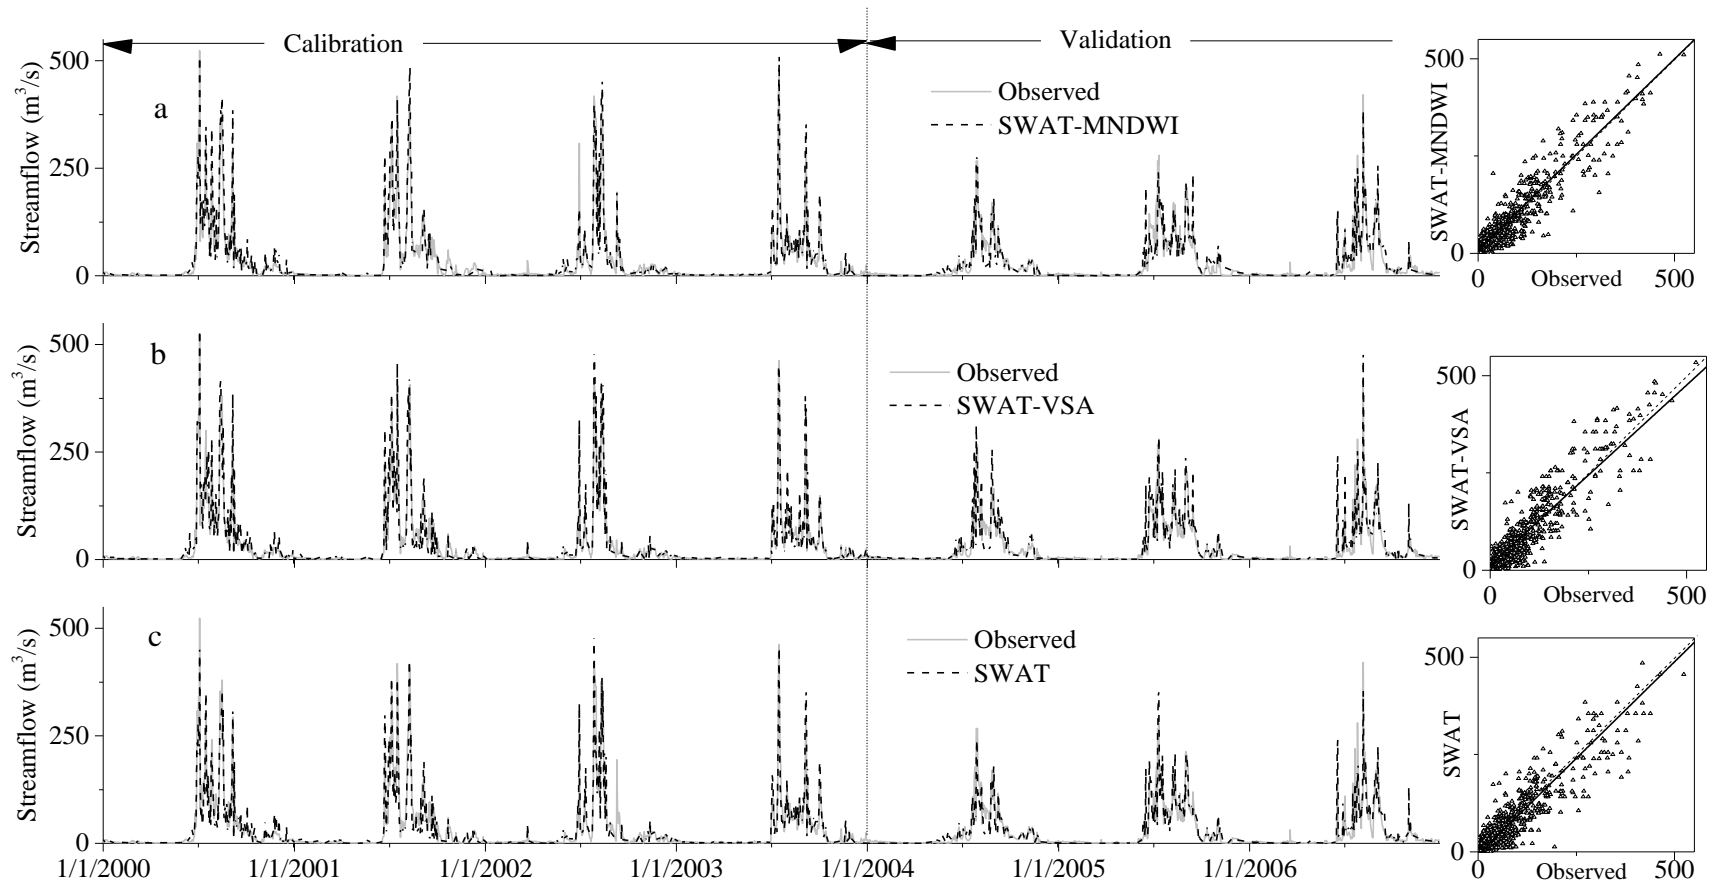 Calibration
Validation
Streamflow (m³/s)
500
250
0
a
Observed
SWAT-MNDWI
SWAT-MNDWI
500
0
0
Observed
500
Streamflow (m³/s)
500
250
0
b
Observed
SWAT-VSA
SWAT-VSA
500
0
0
Observed
500
Streamflow (m³/s)
500
250
0
c
Observed
SWAT
SWAT
500
0
0
Observed
500
1/1/2000
1/1/2001
1/1/2002
1/1/2003
1/1/2004
1/1/2005
1/1/2006